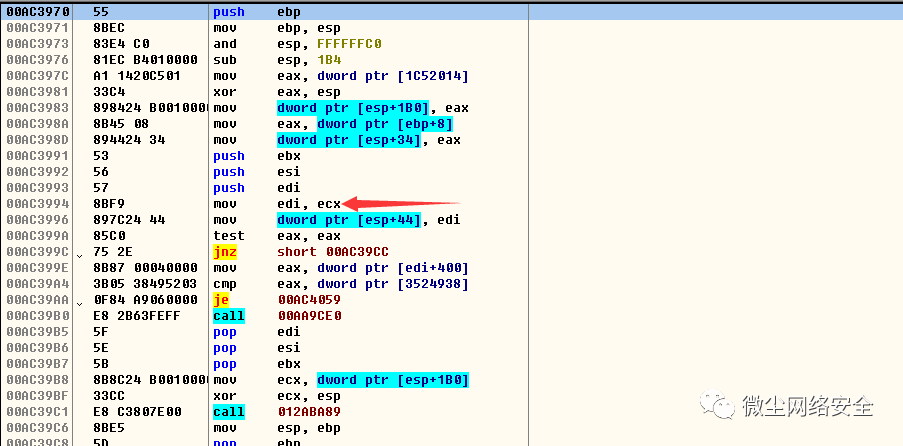 00AC3970 55 push ebp
00AC3971 8BEC mov ebp, esp
00AC3973 83E4 C0 and esp, FFFFFFC0
00AC3976 81EC B4010000 sub esp, 1B4
00AC397C A1 1420C501 mov eax, dword ptr [1C52014]
00AC3981 33C4 xor eax, esp
00AC3983 898424 B0010000 mov dword ptr [esp+1B0], eax
00AC398A 8B45 08 mov eax, dword ptr [ebp+8]
00AC398D 894424 34 mov dword ptr [esp+34], eax
00AC3991 53 push ebx
00AC3992 56 push esi
00AC3993 57 push edi
00AC3994 8BF9 mov edi, ecx
00AC3996 897C24 44 mov dword ptr [esp+44], edi
00AC399A 85C0 test eax, eax
00AC399C 75 2E jnz short 00AC39CC
00AC399E 8B87 00040000 mov eax, dword ptr [edi+400]
00AC39A4 3B05 38495203 cmp eax, dword ptr [3524938]
00AC39AA 0F84 A9060000 je 00AC4059
00AC39B0 E8 2B63FEFF call 00AA9CE0
00AC39B5 5F pop edi
00AC39B6 5E pop esi
00AC39B7 5B pop ebx
00AC39B8 8B8C24 B0010000 mov ecx, dword ptr [esp+1B0]
00AC39BF 33CC xor ecx, esp
00AC39C1 E8 C3807E00 call 012ABA89
00AC39C6 8BE5 mov esp, ebp
00AC39C8 5D pop ebp
微尘网络安全